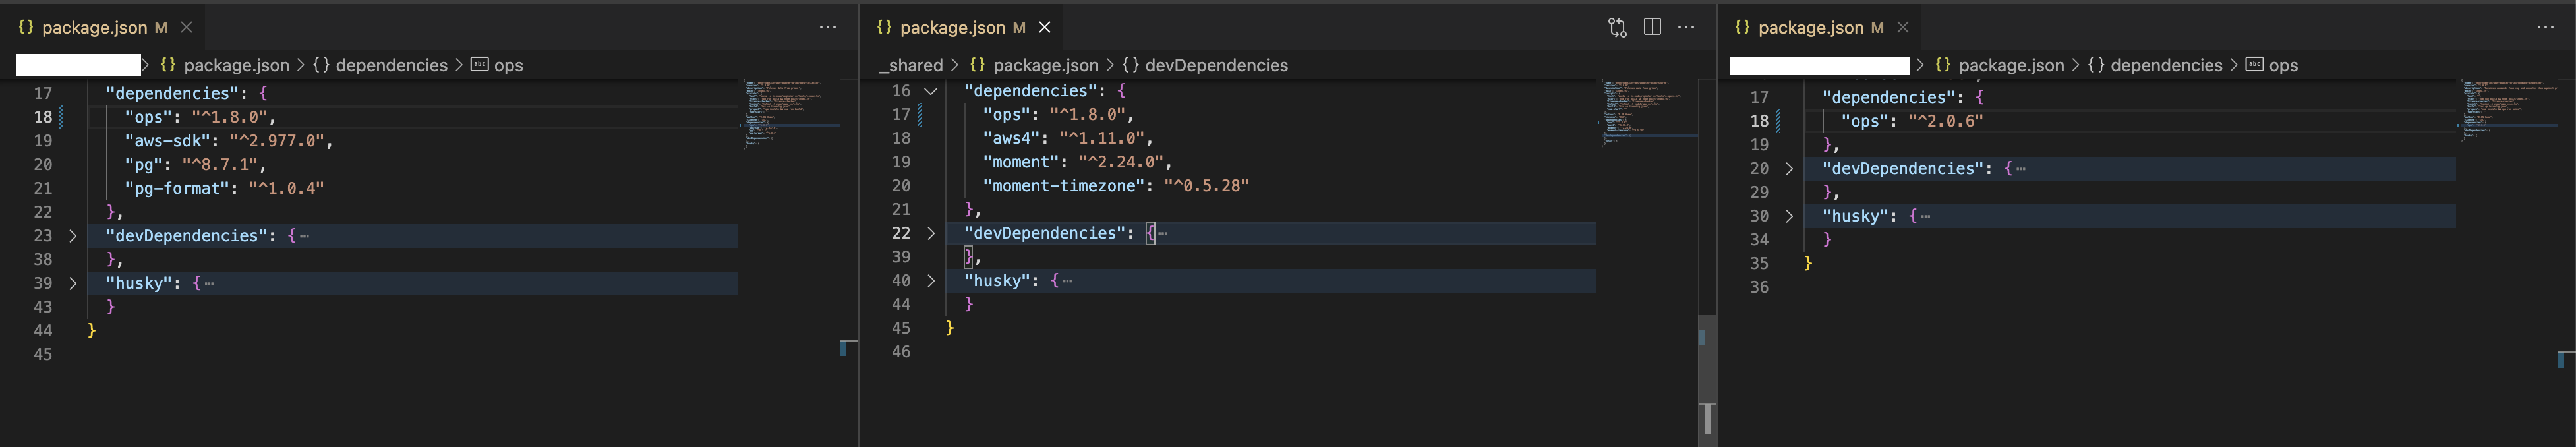 {} package.json M
> {} package.json > {} dependencies > abc ops
17 "dependencies": {
18 "ops": "^1.8.0",
19 "aws-sdk": "^2.977.0",
20 "pg": "^8.7.1",
21 "pg-format": "^1.0.4"
22 },
23 > "devDependencies": { ⋯
38 },
39 > "husky": { ⋯
43 }
44 }
45
{} package.json M
_shared > {} package.json > {} devDependencies
16 "dependencies": {
17 "ops": "^1.8.0",
18 "aws4": "^1.11.0",
19 "moment": "^2.24.0",
20 "moment-timezone": "^0.5.28"
21 },
22 > "devDependencies": { ⋯
39 },
40 > "husky": { ⋯
44 }
45 }
46
{} package.json M
> {} package.json > {} dependencies > abc ops
17 "dependencies": {
18 "ops": "^2.0.6"
19 },
20 > "devDependencies": { ⋯
29 },
30 > "husky": { ⋯
34 }
35 }
36